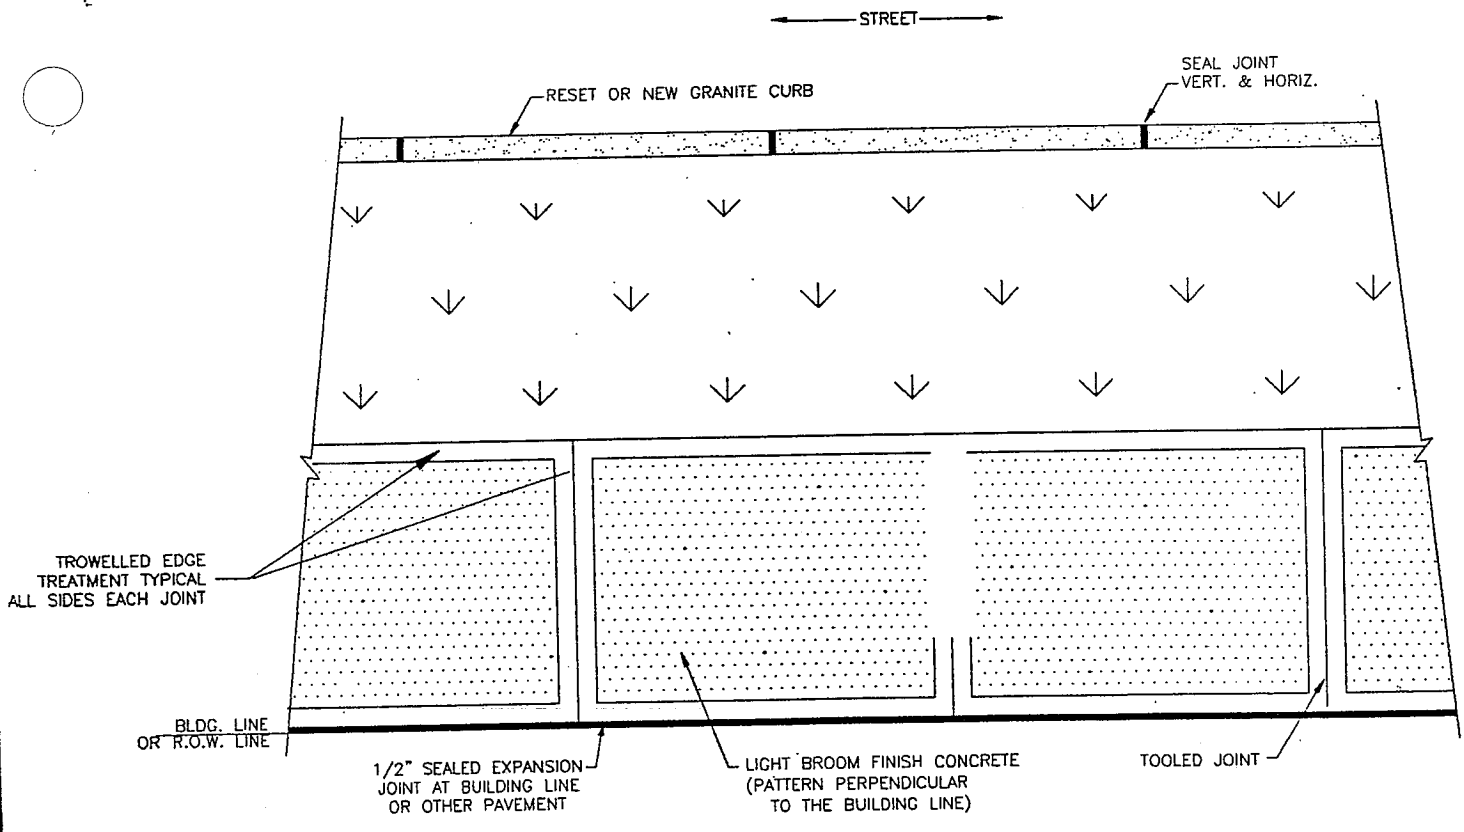 STREET
SEAL JOINT
VERT. & HORIZ.
RESET OR NEW GRANITE CURB
TROWELLED EDGE
TREATMENT TYPICAL
ALL SIDES EACH JOINT
BLDG. LINE
OR R.O.W. LINE
1/2" SEALED EXPANSION
JOINT AT BUILDING LINE
OR OTHER PAVEMENT
LIGHT BROOM FINISH CONCRETE
(PATTERN PERPENDICULAR
TO THE BUILDING LINE)
TOOLED JOINT